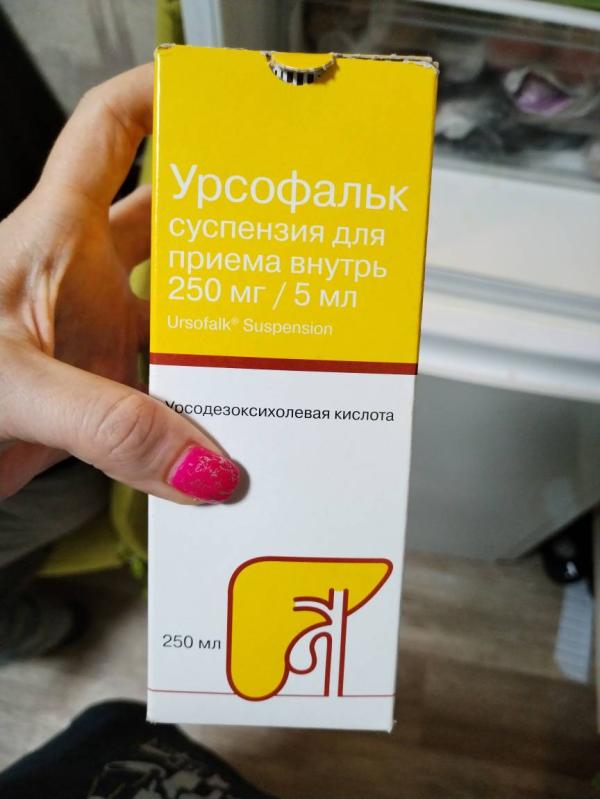 Урсофальк
суспензия для
приема внутрь
250 мг / 5 мл
Ursofalk® Suspension
Урсодезоксихолевая кислота
250 мл